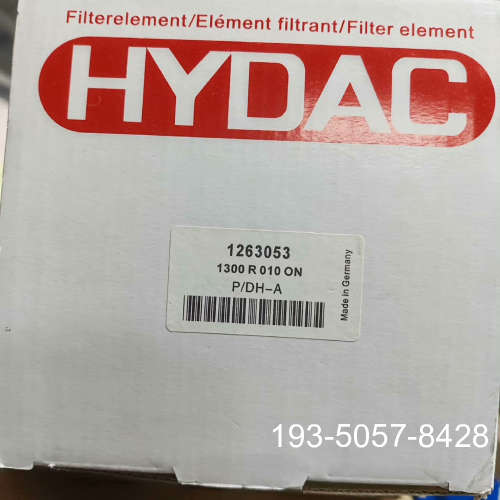 Filterelement/Elément filtrant/Filter element
HYDAC
1263053
1300 R 010 ON
P/DH-A
Made in Germany
193-5057-8428